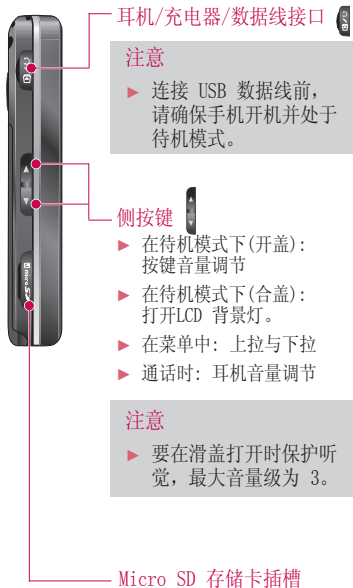 耳机/充电器/数据线接口
注意
▶ 连接 USB 数据线前,
请确保手机开机并处于
待机模式。
侧按键
▶ 在待机模式下(开盖):
按键音量调节
▶ 在待机模式下(合盖):
打开LCD 背景灯。
▶ 在菜单中: 上拉与下拉
▶ 通话时: 耳机音量调节
注意
▶ 要在滑盖打开时保护听
觉，最大音量级为 3。
micro SD
Micro SD 存储卡插槽